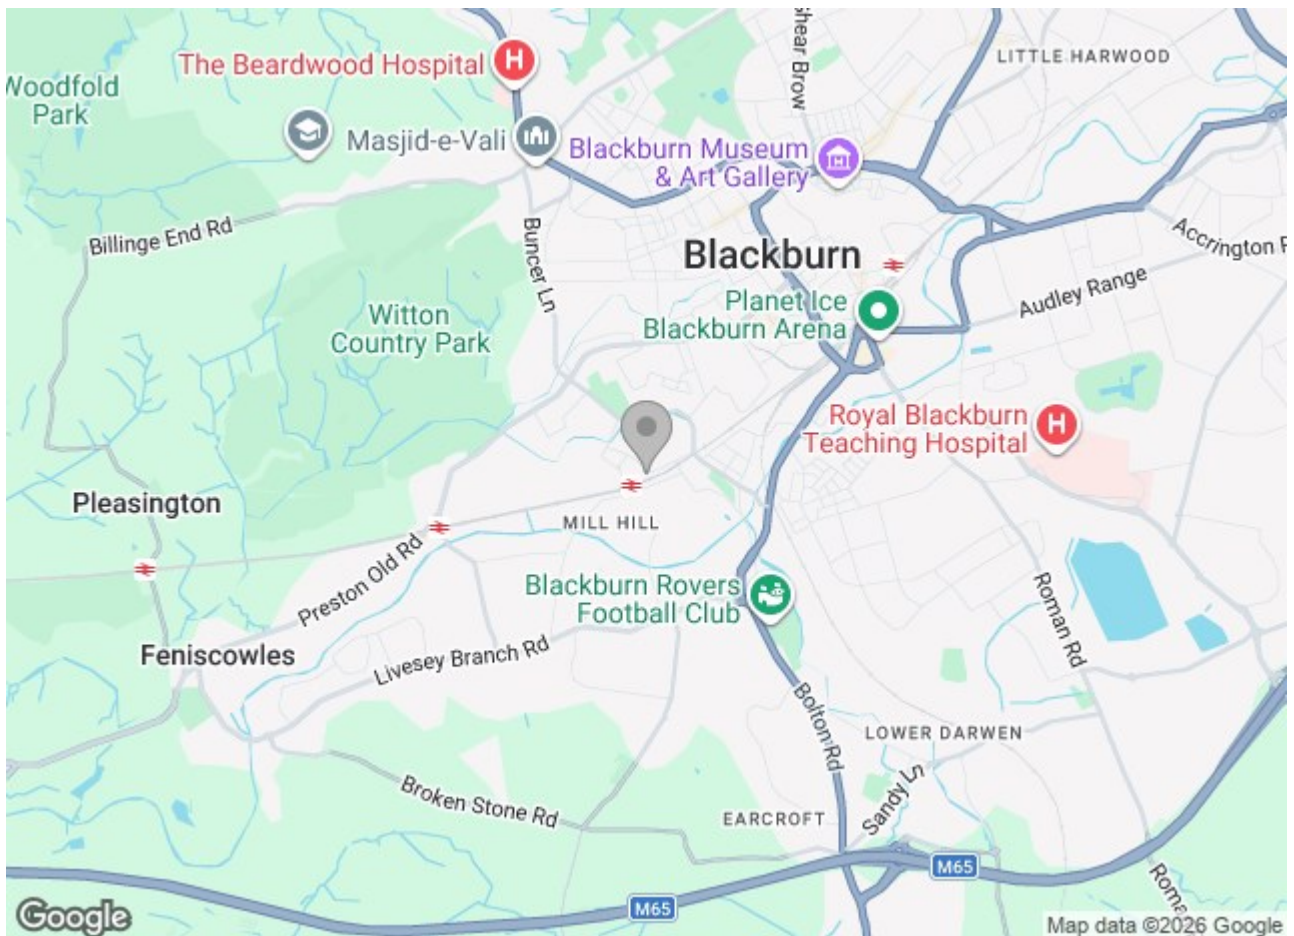 Shear Brow
LITTLE HARWOOD
The Beardwood Hospital
H
Woodfold
Park
Masjid-e-Vali
Blackburn Museum
& Art Gallery
Billinge End Rd
Buncer Ln
Blackburn
Accrington R
Audley Range
Planet Ice
Blackburn Arena
Witton
Country Park
Royal Blackburn
Teaching Hospital
H
Pleasington
MILL HILL
Preston Old Rd
Blackburn Rovers
Football Club
Roman Rd
Feniscowles
Livesey Branch Rd
Bolton Rd
LOWER DARWEN
Broken Stone Rd
EARCROFT
Sandy Ln
M65
Roma
M65
Google
Map data ©2026 Google